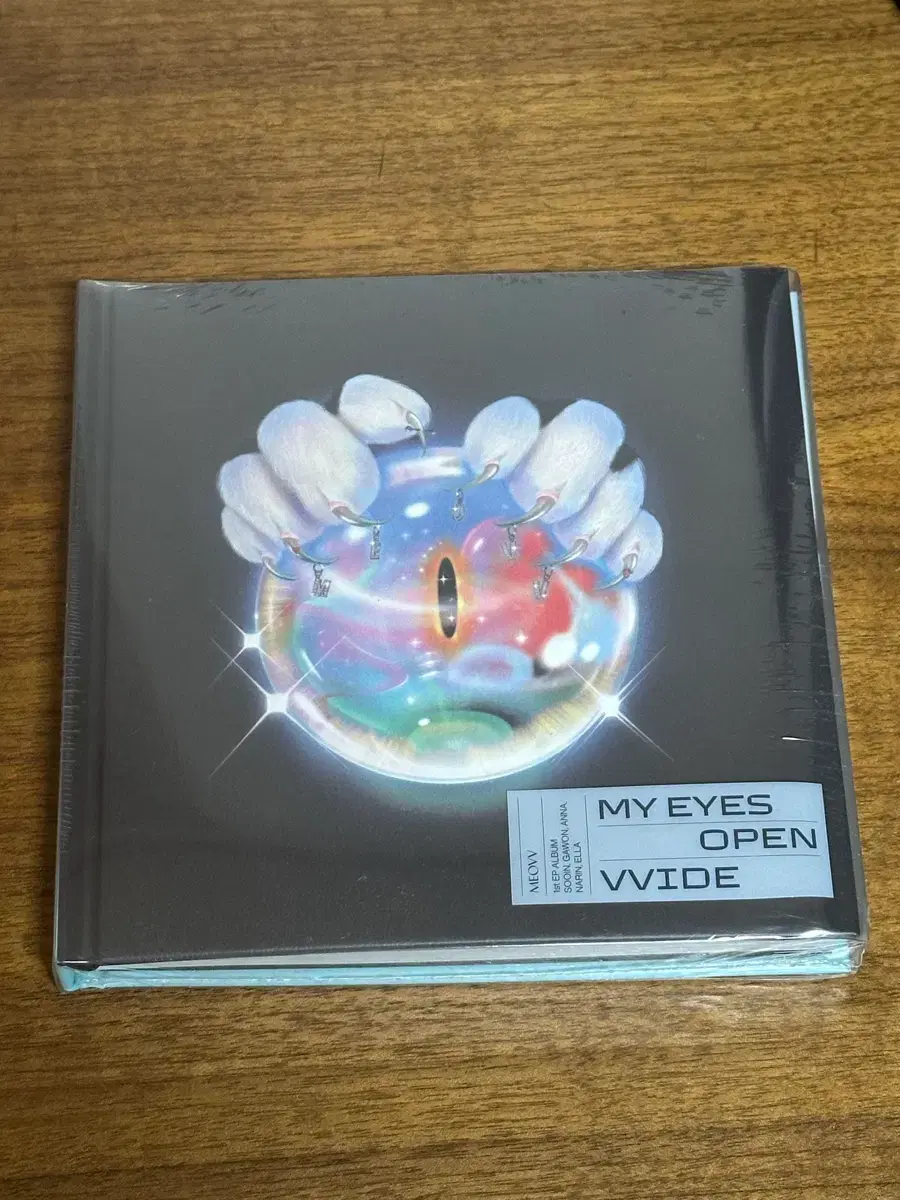 MY EYES
OPEN
VVIDE
MEOVV
1st EP ALBUM
SOOIN, GAWON, ANNA,
NARIN, ELLA